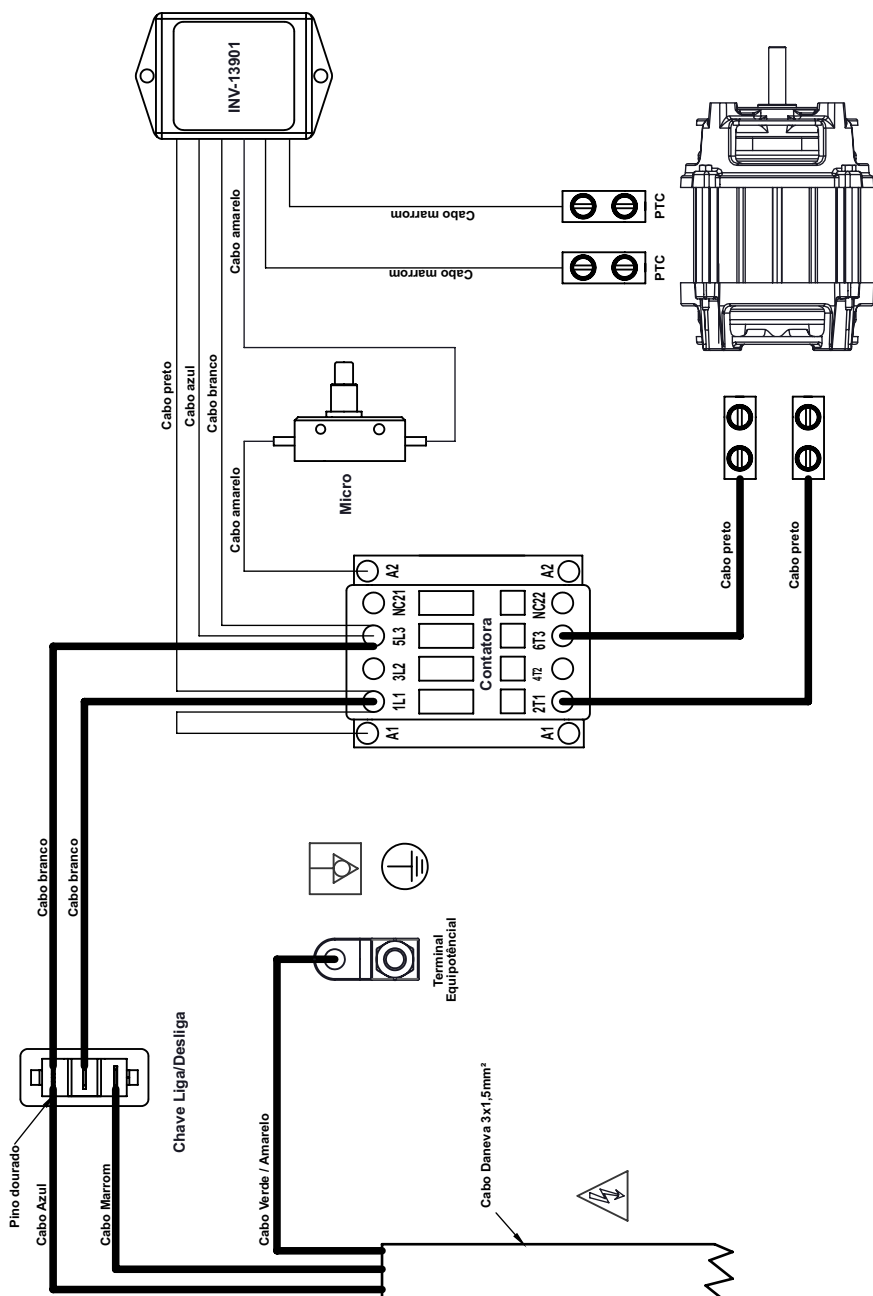 INV-13901
Cabo preto
Cabo azul
Cabo branco
Cabo amarelo
Cabo marrom
Cabo marrom
PTC
PTC
Cabo amarelo
Micro
A2
NC21
5L3
3L2
1L1
A1
Contatora
A2
NC22
6T3
4T2
2T1
A1
Cabo preto
Cabo preto
Cabo branco
Cabo branco
Terminal
Equipotêncial
Chave Liga/Desliga
Pino dourado
Cabo Azul
Cabo Marrom
Cabo Verde / Amarelo
Cabo Daneva 3x1,5mm²